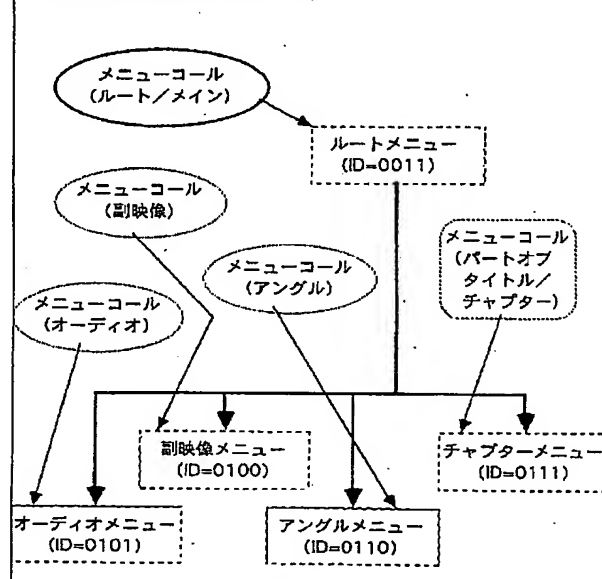 メニューコール
(ルート／メイン)
ルートメニュー
(ID=0011)
メニューコール
(副映像)
メニューコール
(アングル)
メニューコール
(パートオブ
タイトル／
チャプター)
メニューコール
(オーディオ)
副映像メニュー
(ID=0100)
チャプターメニュー
(ID=0111)
オーディオメニュー
(ID=0101)
アングルメニュー
(ID=0110)